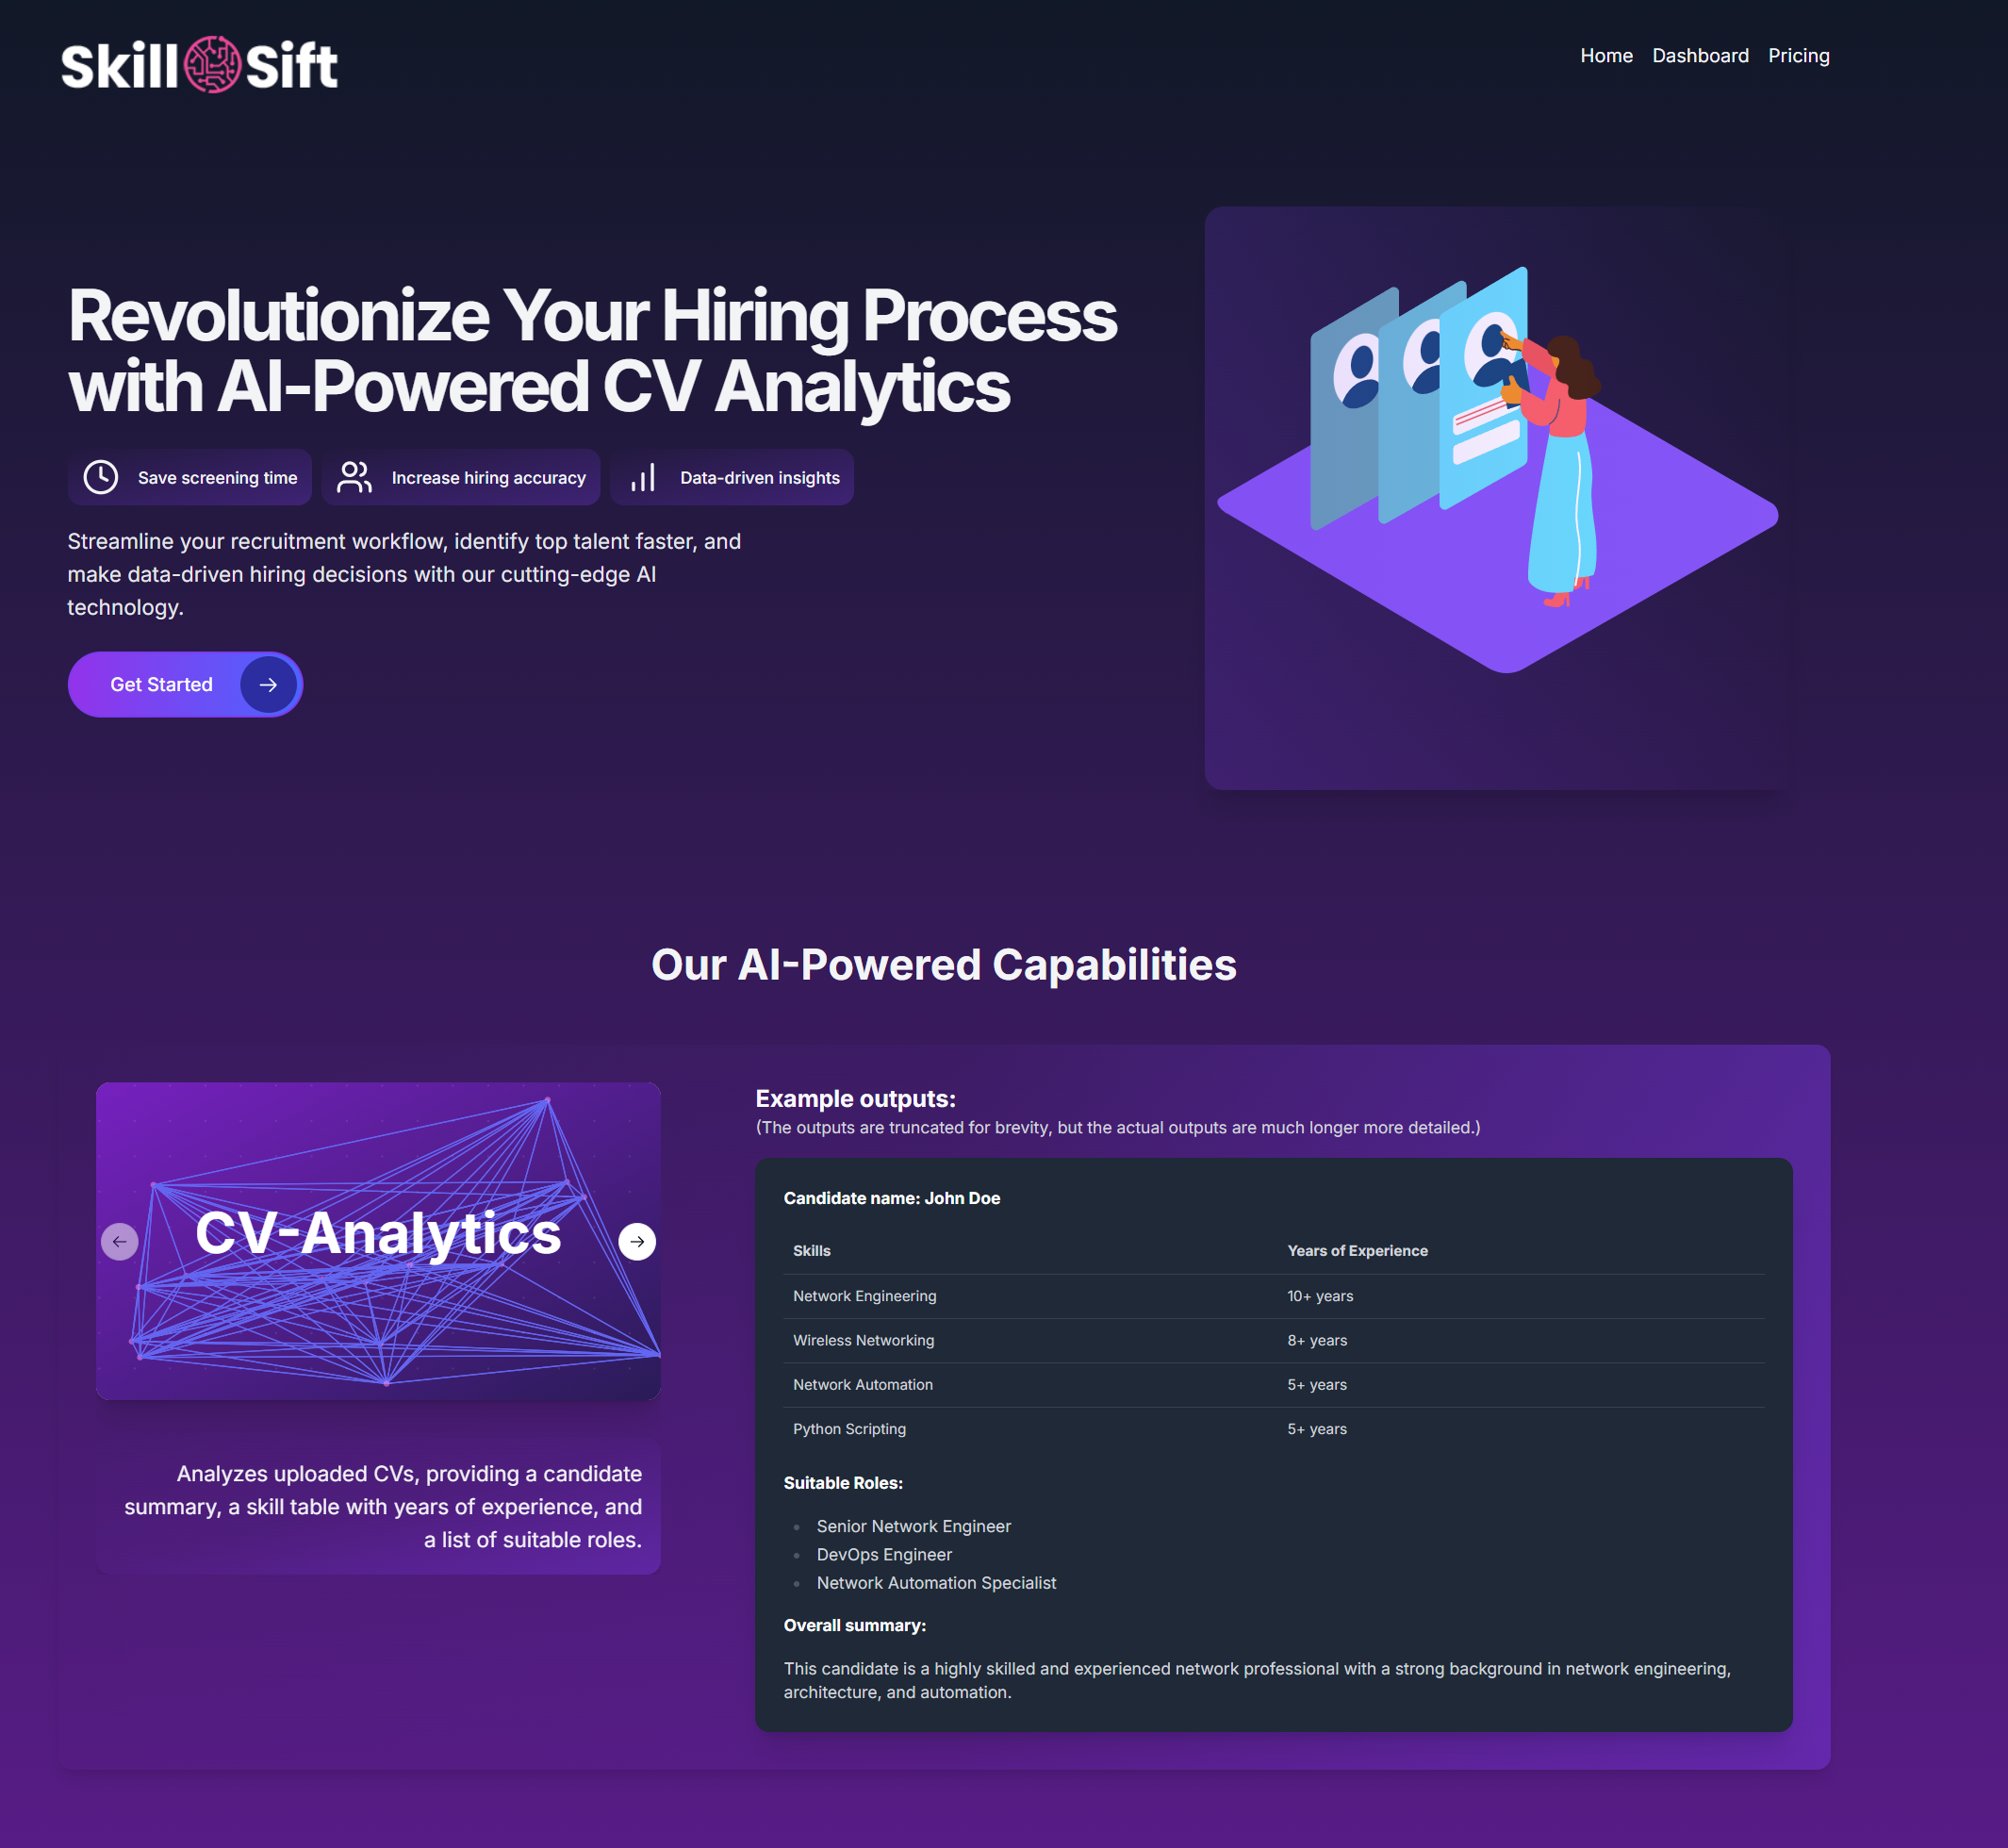 Skill Sift
Home Dashboard Pricing
Revolutionize Your Hiring Process
with AI-Powered CV Analytics
Save screening time Increase hiring accuracy Data-driven insights
Streamline your recruitment workflow, identify top talent faster, and
make data-driven hiring decisions with our cutting-edge AI
technology.
Get Started
Our AI-Powered Capabilities
CV-Analytics
Analyzes uploaded CVs, providing a candidate
summary, a skill table with years of experience, and
a list of suitable roles.
Example outputs:
(The outputs are truncated for brevity, but the actual outputs are much longer more detailed.)
Candidate name: John Doe
Skills Years of Experience
Network Engineering 10+ years
Wireless Networking 8+ years
Network Automation 5+ years
Python Scripting 5+ years
Suitable Roles:
Senior Network Engineer
DevOps Engineer
Network Automation Specialist
Overall summary:
This candidate is a highly skilled and experienced network professional with a strong background in network engineering,
architecture, and automation.